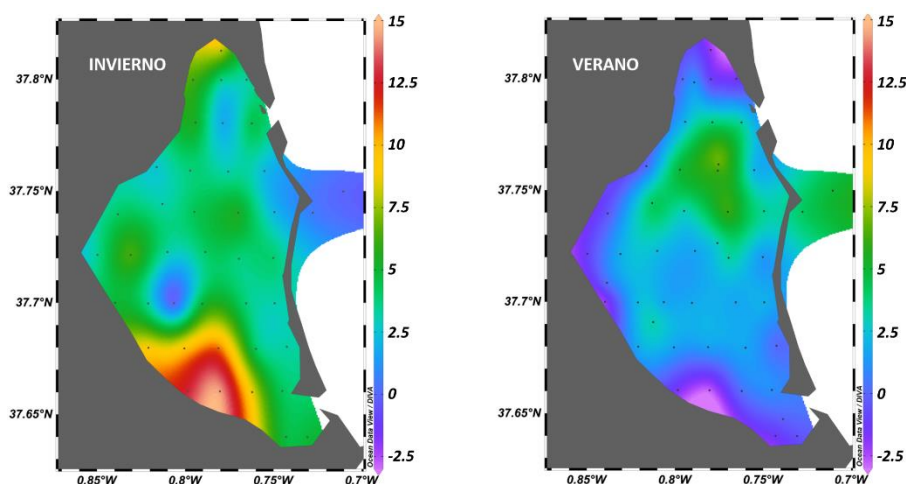 INVIERNO
37.8°N
37.75°N
37.7°N
37.65°N
0.85°W
0.8°W
0.75°W
0.7°W
15
12.5
10
7.5
5
2.5
0
-2.5
Ocean Data View / DIVA
VERANO
37.8°N
37.75°N
37.7°N
37.65°N
0.85°W
0.8°W
0.75°W
0.7°W
15
12.5
10
7.5
5
2.5
0
-2.5
Ocean Data View / DIVA